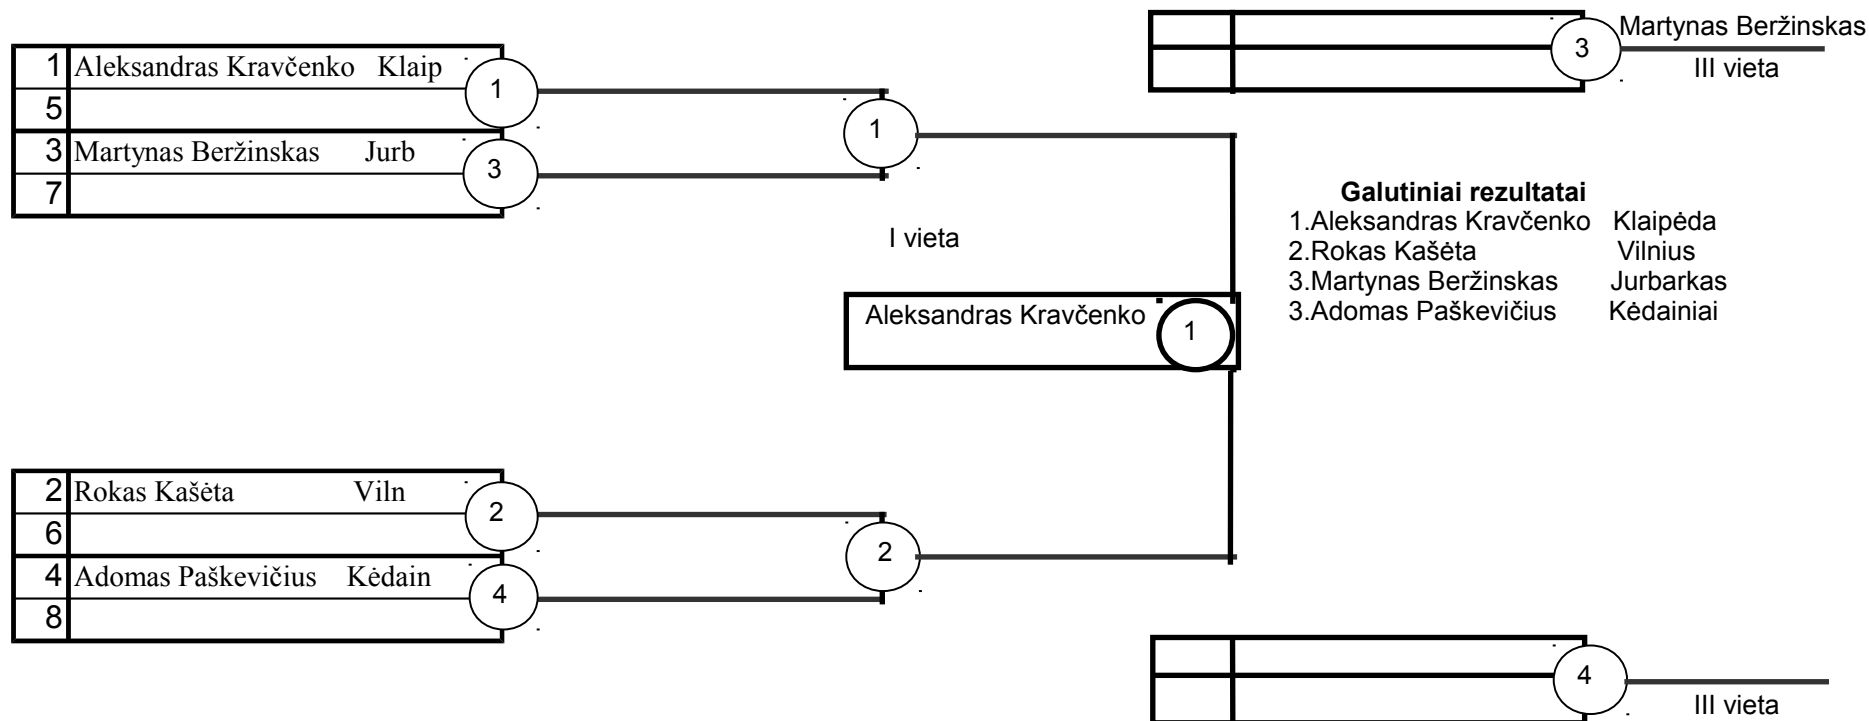 1 Aleksandras Kravčenko Klaip
5
3 Martynas Beržinskas Jurb
7
1
3
1
3
Martynas Beržinskas
III vieta
I vieta
Aleksandras Kravčenko
1
Galutiniai rezultatai
1.Aleksandras Kravčenko Klaipėda
2.Rokas Kašėta Vilnius
3.Martynas Beržinskas Jurbarkas
3.Adomas Paškevičius Kėdainiai
2 Rokas Kašėta Viln
6
4 Adomas Paškevičius Kėdain
8
2
4
2
4
III vieta